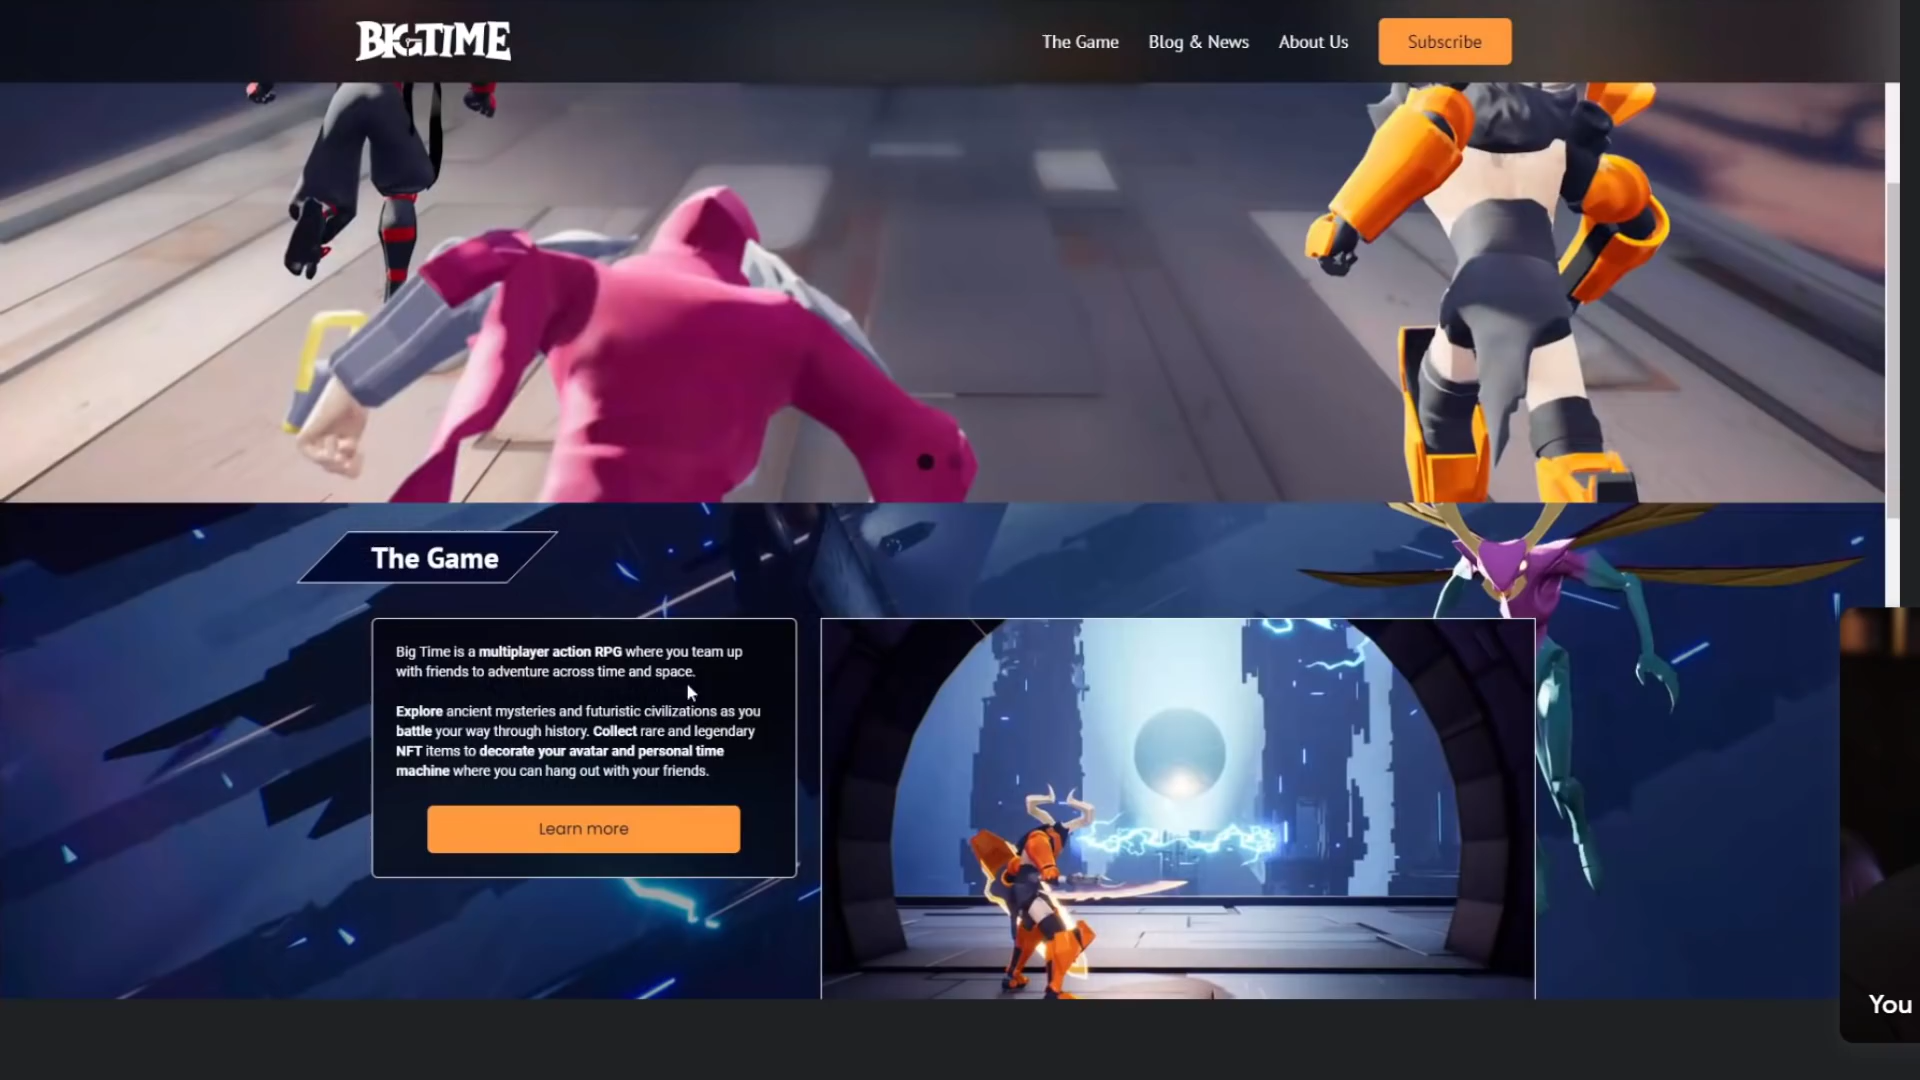 BIGTIME
The Game
Blog & News
About Us
Subscribe
The Game
Big Time is a multiplayer action RPG where you team up
with friends to adventure across time and space.
Explore ancient mysteries and futuristic civilizations as you
battle your way through history. Collect rare and legendary
NFT items to decorate your avatar and personal time
machine where you can hang out with your friends.
Learn more
You